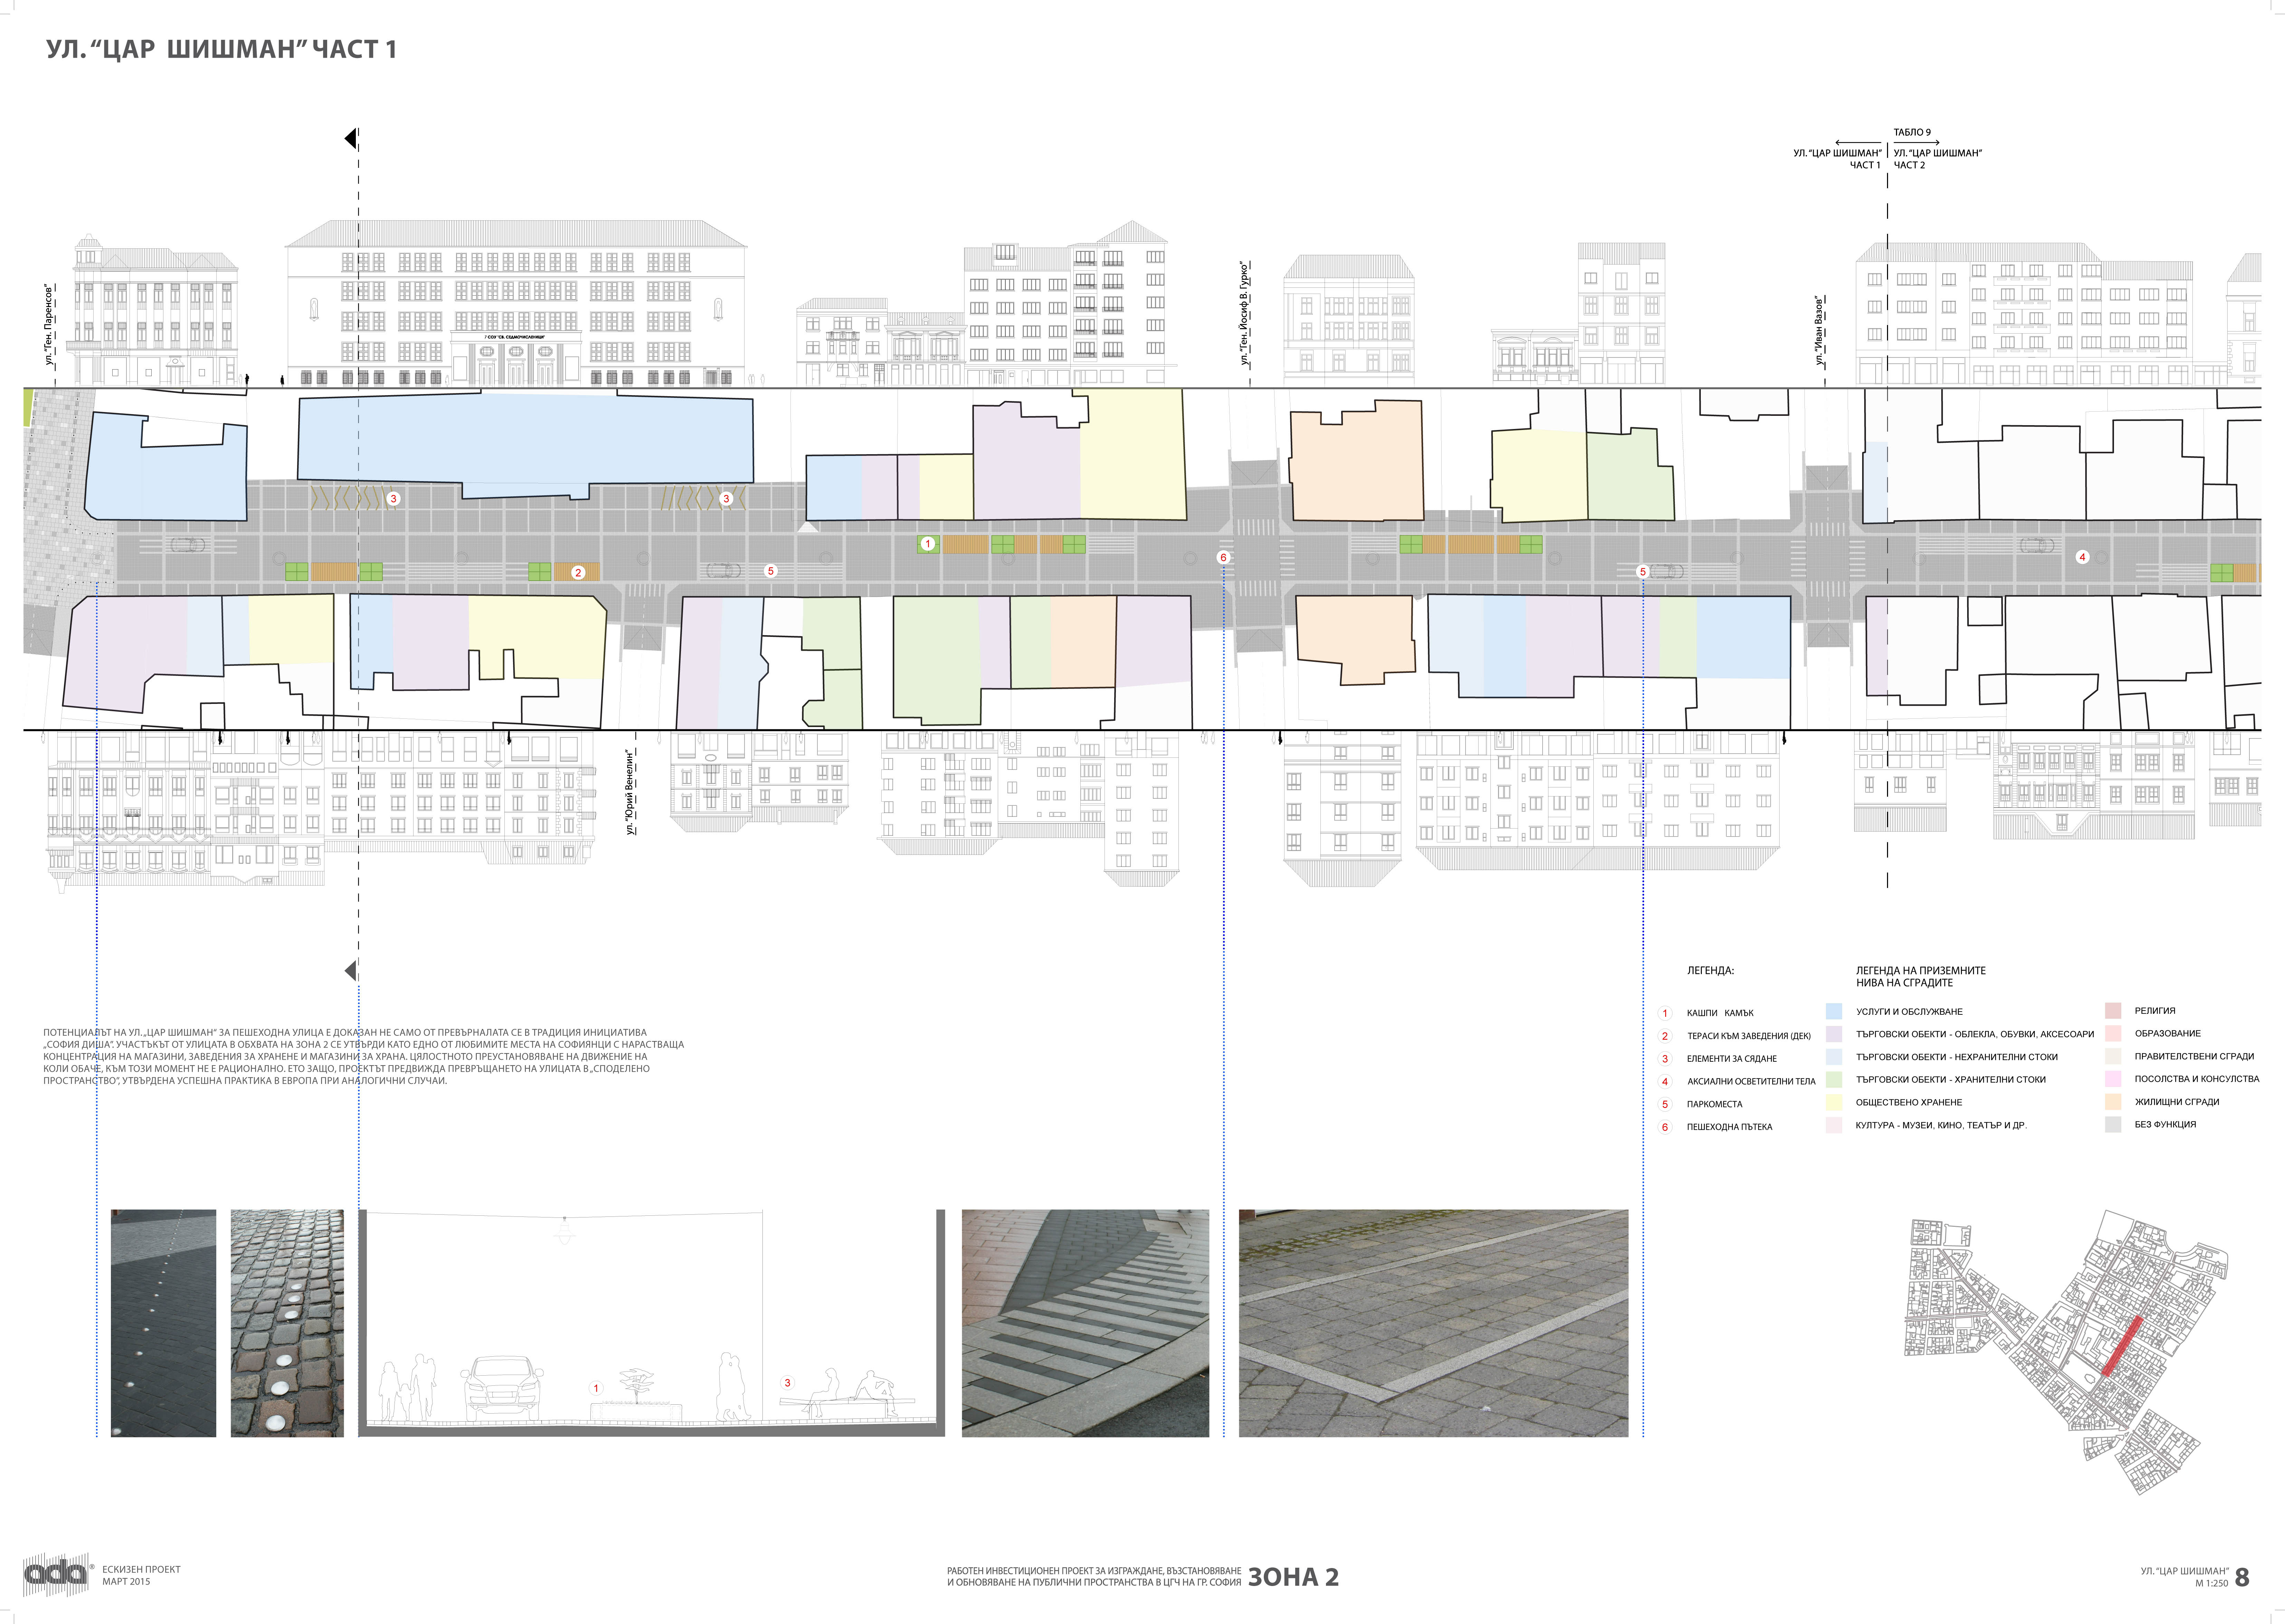 УЛ. “ЦАР ШИШМАН” ЧАСТ 1
ТАБЛО 9
УЛ. “ЦАР ШИШМАН”
ЧАСТ 1
УЛ. “ЦАР ШИШМАН”
ЧАСТ 2
ул. “Ген. Паренсов”
7 СОУ "СВ. СЕДМОЧИСЛЕНИЦИ"
ул. “Ген. Йосиф В. Гурко”
ул. “Иван Вазов”
3
3
1
2
5
6
5
4
ул. “Юрий Венелин”
ПОТЕНЦИАЛЪТ НА УЛ. „ЦАР ШИШМАН“ ЗА ПЕШЕХОДНА УЛИЦА Е ДОКАЗАН НЕ САМО ОТ ПРЕВЪРНАЛАТА СЕ В ТРАДИЦИЯ ИНИЦИАТИВА
„СОФИЯ ДИША“. УЧАСТЪКЪТ ОТ УЛИЦАТА В ОБХВАТА НА ЗОНА 2 СЕ УТВЪРДИ КАТО ЕДНО ОТ ЛЮБИМИТЕ МЕСТА НА СОФИЯНЦИ С НАРАСТВАЩА
КОНЦЕНТРАЦИЯ НА МАГАЗИНИ, ЗАВЕДЕНИЯ ЗА ХРАНЕНЕ И МАГАЗИНИ ЗА ХРАНА. ЦЯЛОСТНОТО ПРЕУСТАНОВЯВАНЕ НА ДВИЖЕНИЕ НА
КОЛИ ОБАЧЕ, КЪМ ТОЗИ МОМЕНТ НЕ Е РАЦИОНАЛНО. ЕТО ЗАЩО, ПРОЕКТЪТ ПРЕДВИЖДА ПРЕВРЪЩАНЕТО НА УЛИЦАТА В „СПОДЕЛЕНО
ПРОСТРАНСТВО“, УТВЪРДЕНА УСПЕШНА ПРАКТИКА В ЕВРОПА ПРИ АНАЛОГИЧНИ СЛУЧАИ.
ЛЕГЕНДА:
1 КАШПИ КАМЪК
2 ТЕРАСИ КЪМ ЗАВЕДЕНИЯ (ДЕК)
3 ЕЛЕМЕНТИ ЗА СЯДАНЕ
4 АКСИАЛНИ ОСВЕТИТЕЛНИ ТЕЛА
5 ПАРКОМЕСТА
6 ПЕШЕХОДНА ПЪТЕКА
ЛЕГЕНДА НА ПРИЗЕМНИТЕ
НИВА НА СГРАДИТЕ
УСЛУГИ И ОБСЛУЖВАНЕ
ТЪРГОВСКИ ОБЕКТИ - ОБЛЕКЛА, ОБУВКИ, АКСЕСОАРИ
ТЪРГОВСКИ ОБЕКТИ - НЕХРАНИТЕЛНИ СТОКИ
ТЪРГОВСКИ ОБЕКТИ - ХРАНИТЕЛНИ СТОКИ
ОБЩЕСТВЕНО ХРАНЕНЕ
КУЛТУРА - МУЗЕИ, КИНО, ТЕАТЪР И ДР.
РЕЛИГИЯ
ОБРАЗОВАНИЕ
ПРАВИТЕЛСТВЕНИ СГРАДИ
ПОСОЛСТВА И КОНСУЛСТВА
ЖИЛИЩНИ СГРАДИ
БЕЗ ФУНКЦИЯ
1
3
ada ®
ЕСКИЗЕН ПРОЕКТ
МАРТ 2015
РАБОТЕН ИНВЕСТИЦИОНЕН ПРОЕКТ ЗА ИЗГРАЖДАНЕ, ВЪЗСТАНОВЯВАНЕ
И ОБНОВЯВАНЕ НА ПУБЛИЧНИ ПРОСТРАНСТВА В ЦГЧ НА ГР. СОФИЯ
ЗОНА 2
УЛ. “ЦАР ШИШМАН”
М 1:250
8